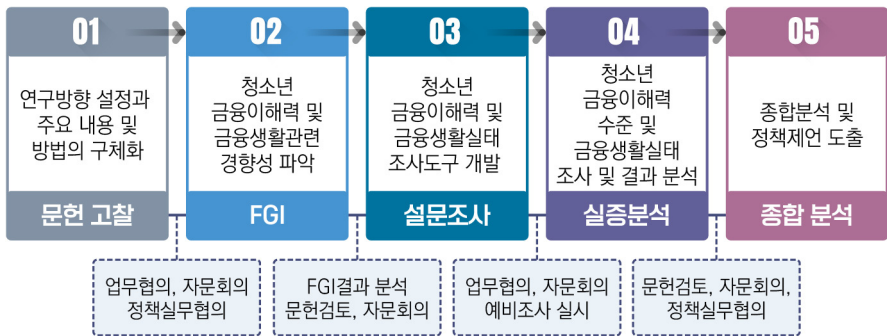 01
연구방향 설정과
주요 내용 및
방법의 구체화
문헌 고찰
02
청소년
금융이해력 및
금융생활관련
경향성 파악
FGI
03
청소년
금융이해력 및
금융생활실태
조사도구 개발
설문조사
04
청소년
금융이해력
수준 및
금융생활실태
조사 및 결과 분석
실증분석
05
종합분석 및
정책제언 도출
종합 분석
업무협의, 자문회의
정책실무협의
FGI결과 분석
문헌검토, 자문회의
업무협의, 자문회의
예비조사 실시
문헌검토, 자문회의,
정책실무협의